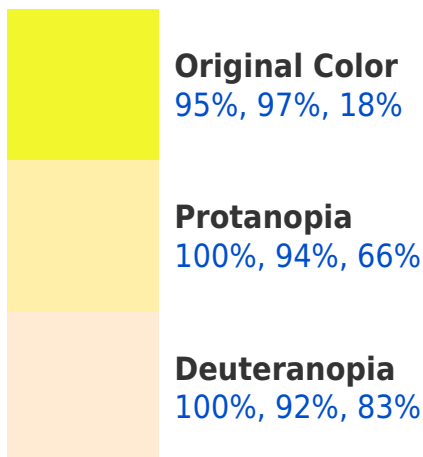 Original Color
95%, 97%, 18%
Protanopia
100%, 94%, 66%
Deuteranopia
100%, 92%, 83%